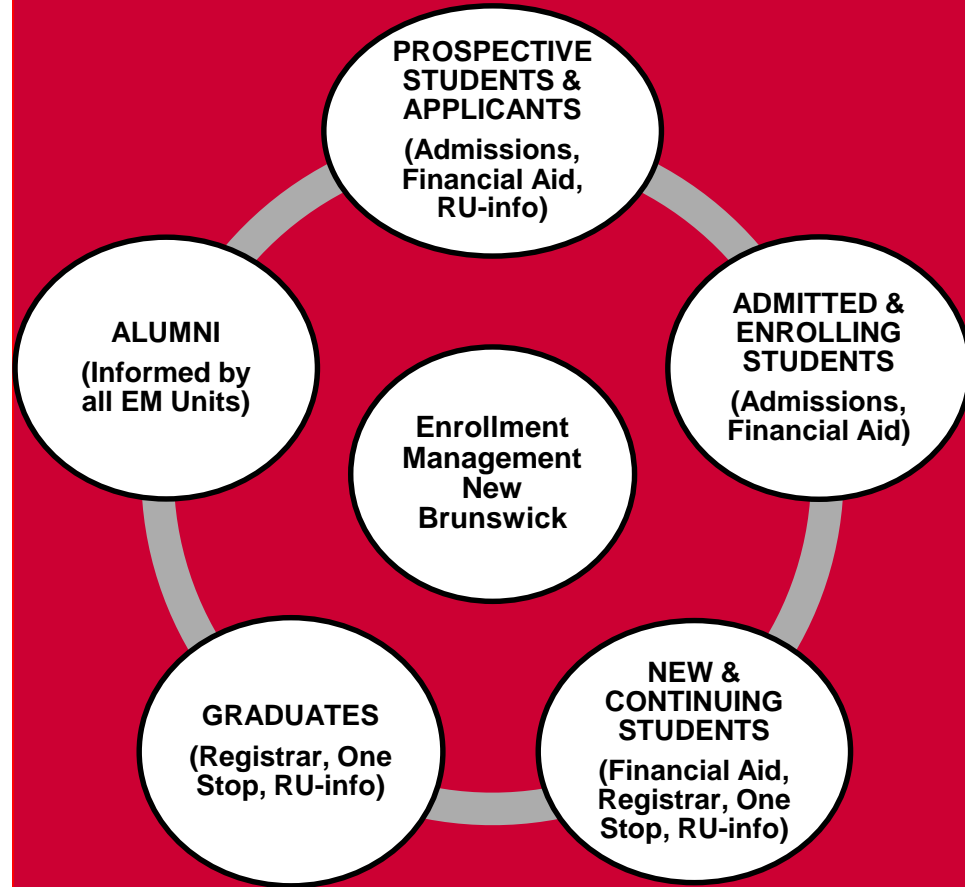 PROSPECTIVE
STUDENTS &
APPLICANTS
(Admissions,
Financial Aid,
RU-info)
ADMITTED &
ENROLLING
STUDENTS
(Admissions,
Financial Aid)
NEW &
CONTINUING
STUDENTS
(Financial Aid,
Registrar, One
Stop, RU-info)
GRADUATES
(Registrar, One
Stop, RU-info)
ALUMNI
(Informed by
all EM Units)
Enrollment
Management
New
Brunswick